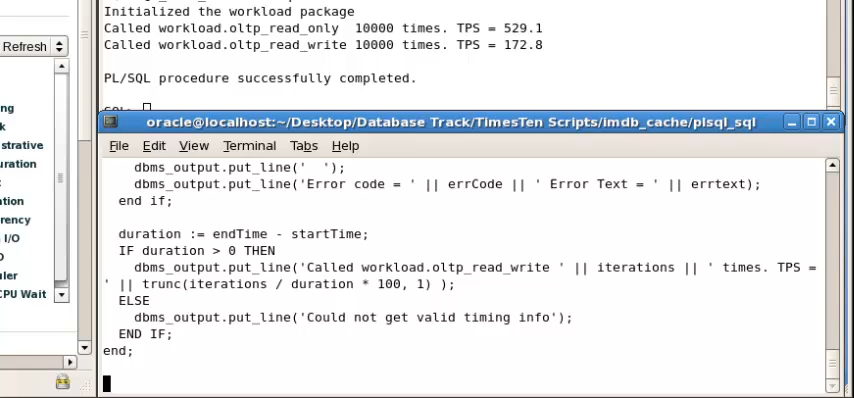 Initialized the workload package
Called workload.oltp_read_only  10000 times. TPS = 529.1
Called workload.oltp_read_write 10000 times. TPS = 172.8
PL/SQL procedure successfully completed.
Refresh
ng
k
strative
uration
ation
rency
I/O
O
uler
CPU Wait
oracle@localhost:~/Desktop/Database Track/TimesTen Scripts/imdb_cache/plsql_sql
File Edit View Terminal Tabs Help
dbms_output.put_line('  ');
dbms_output.put_line('Error code = ' || errCode || ' Error Text = ' || errtext);
end if;
duration := endTime - startTime;
IF duration > 0 THEN
dbms_output.put_line('Called workload.oltp_read_write ' || iterations || ' times. TPS =
' || trunc(iterations / duration * 100, 1) );
ELSE
dbms_output.put_line('Could not get valid timing info');
END IF;
end;